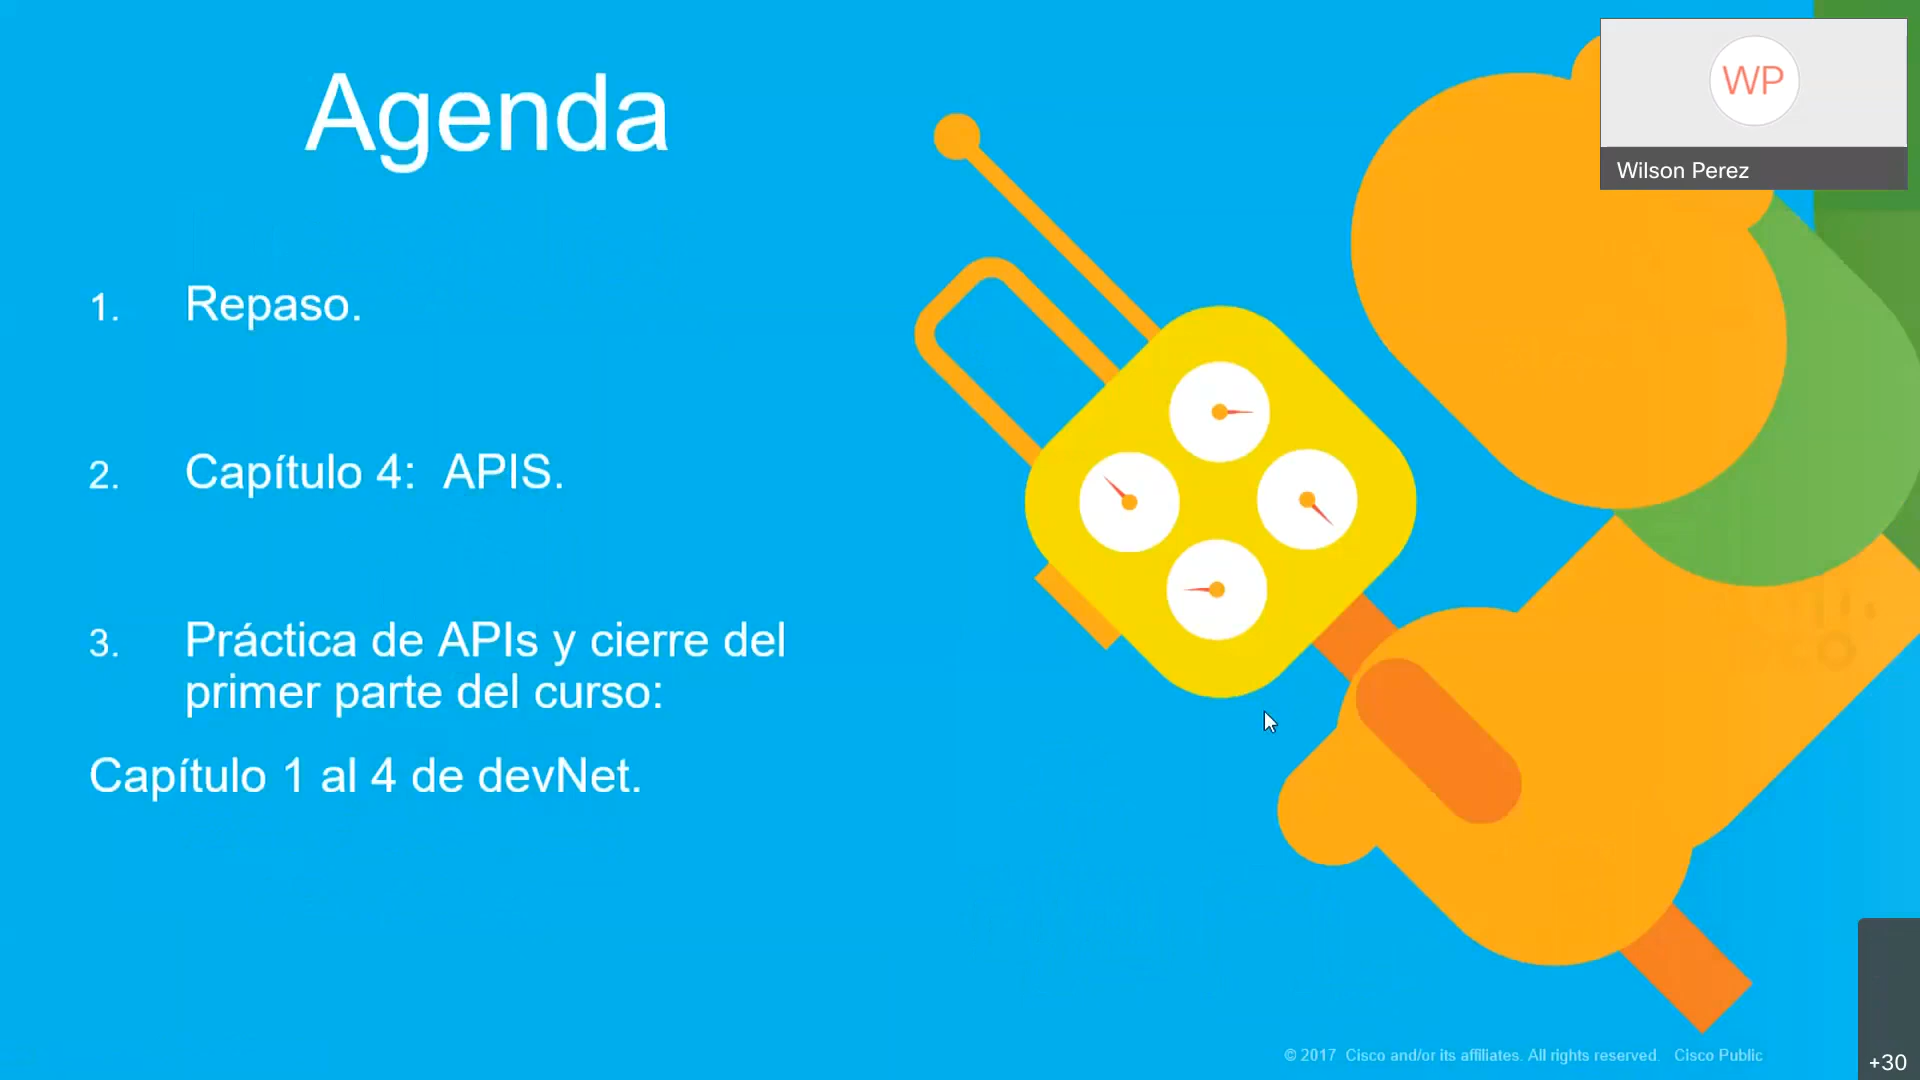 Agenda
WP
Wilson Perez
1. Repaso.
2. Capítulo 4:  APIS.
3. Práctica de APIs y cierre del
primer parte del curso:
Capítulo 1 al 4 de devNet.
© 2017  Cisco and/or its affiliates. All rights reserved.   Cisco Public
+30